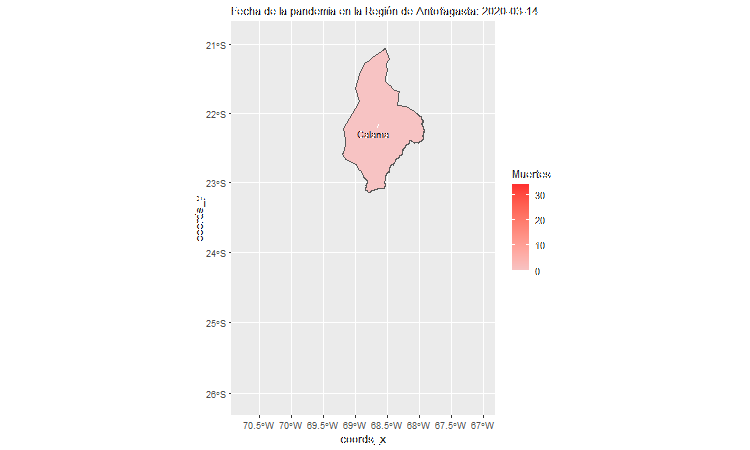 Fecha de la pandemia en la Región de Antofagasta: 2020-03-14
21°S
22°S
Calama
23°S
24°S
25°S
26°S
70.5°W 70°W 69.5°W 69°W 68.5°W 68°W 67.5°W 67°W
coords_x
coords_y
Muertes
30
20
10
0